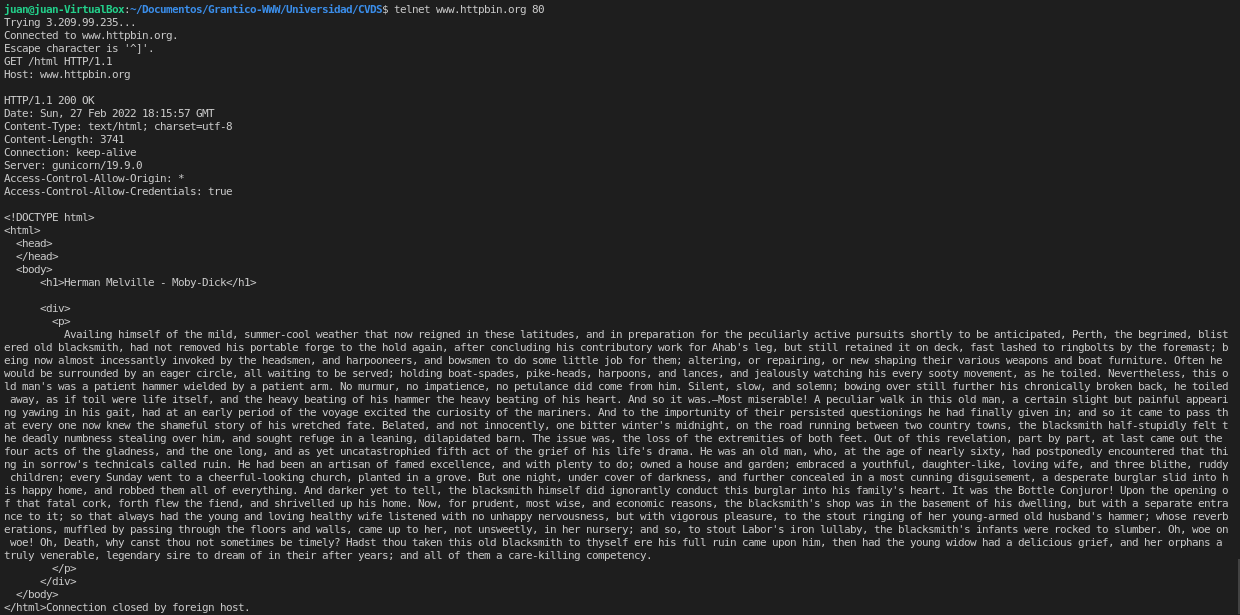 juan@juan-VirtualBox:~/Documentos/Grantico-WWW/Universidad/CVDS$ telnet www.httpbin.org 80
Trying 3.209.99.235...
Connected to www.httpbin.org.
Escape character is '^]'.
GET /html HTTP/1.1
Host: www.httpbin.org

HTTP/1.1 200 OK
Date: Sun, 27 Feb 2022 18:15:57 GMT
Content-Type: text/html; charset=utf-8
Content-Length: 3741
Connection: keep-alive
Server: gunicorn/19.9.0
Access-Control-Allow-Origin: *
Access-Control-Allow-Credentials: true

<!DOCTYPE html>
<html>
  <head>
  </head>
  <body>
      <h1>Herman Melville - Moby-Dick</h1>

      <div>
        <p>
          Availing himself of the mild, summer-cool weather that now reigned in these latitudes, and in preparation for the peculiarly active pursuits shortly to be anticipated, Perth, the begrimed, blist
ered old blacksmith, had not removed his portable forge to the hold again, after concluding his contributory work for Ahab's leg, but still retained it on deck, fast lashed to ringbolts by the foremast; b
eing now almost incessantly invoked by the headsmen, and harpooneers, and bowsmen to do some little job for them; altering, or repairing, or new shaping their various weapons and boat furniture. Often he 
would be surrounded by an eager circle, all waiting to be served; holding boat-spades, pike-heads, harpoons, and lances, and jealously watching his every sooty movement, as he toiled. Nevertheless, this o
ld man's was a patient hammer wielded by a patient arm. No murmur, no impatience, no petulance did come from him. Silent, slow, and solemn; bowing over still further his chronically broken back, he toiled
 away, as if toil were life itself, and the heavy beating of his hammer the heavy beating of his heart. And so it was.—Most miserable! A peculiar walk in this old man, a certain slight but painful appeari
ng yawing in his gait, had at an early period of the voyage excited the curiosity of the mariners. And to the importunity of their persisted questionings he had finally given in; and so it came to pass th
at every one now knew the shameful story of his wretched fate. Belated, and not innocently, one bitter winter's midnight, on the road running between two country towns, the blacksmith half-stupidly felt t
he deadly numbness stealing over him, and sought refuge in a leaning, dilapidated barn. The issue was, the loss of the extremities of both feet. Out of this revelation, part by part, at last came out the 
four acts of the gladness, and the one long, and as yet uncatastrophied fifth act of the grief of his life's drama. He was an old man, who, at the age of nearly sixty, had postponedly encountered that thi
ng in sorrow's technicals called ruin. He had been an artisan of famed excellence, and with plenty to do; owned a house and garden; embraced a youthful, daughter-like, loving wife, and three blithe, ruddy
 children; every Sunday went to a cheerful-looking church, planted in a grove. But one night, under cover of darkness, and further concealed in a most cunning disguisement, a desperate burglar slid into h
is happy home, and robbed them all of everything. And darker yet to tell, the blacksmith himself did ignorantly conduct this burglar into his family's heart. It was the Bottle Conjuror! Upon the opening o
f that fatal cork, forth flew the fiend, and shrivelled up his home. Now, for prudent, most wise, and economic reasons, the blacksmith's shop was in the basement of his dwelling, but with a separate entra
nce to it; so that always had the young and loving healthy wife listened with no unhappy nervousness, but with vigorous pleasure, to the stout ringing of her young-armed old husband's hammer; whose reverb
erations, muffled by passing through the floors and walls, came up to her, not unsweetly, in her nursery; and so, to stout Labor's iron lullaby, the blacksmith's infants were rocked to slumber. Oh, woe on
 woe! Oh, Death, why canst thou not sometimes be timely? Hadst thou taken this old blacksmith to thyself ere his full ruin came upon him, then had the young widow had a delicious grief, and her orphans a 
truly venerable, legendary sire to dream of in their after years; and all of them a care-killing competency.
        </p>
      </div>
  </body>
</html>Connection closed by foreign host.